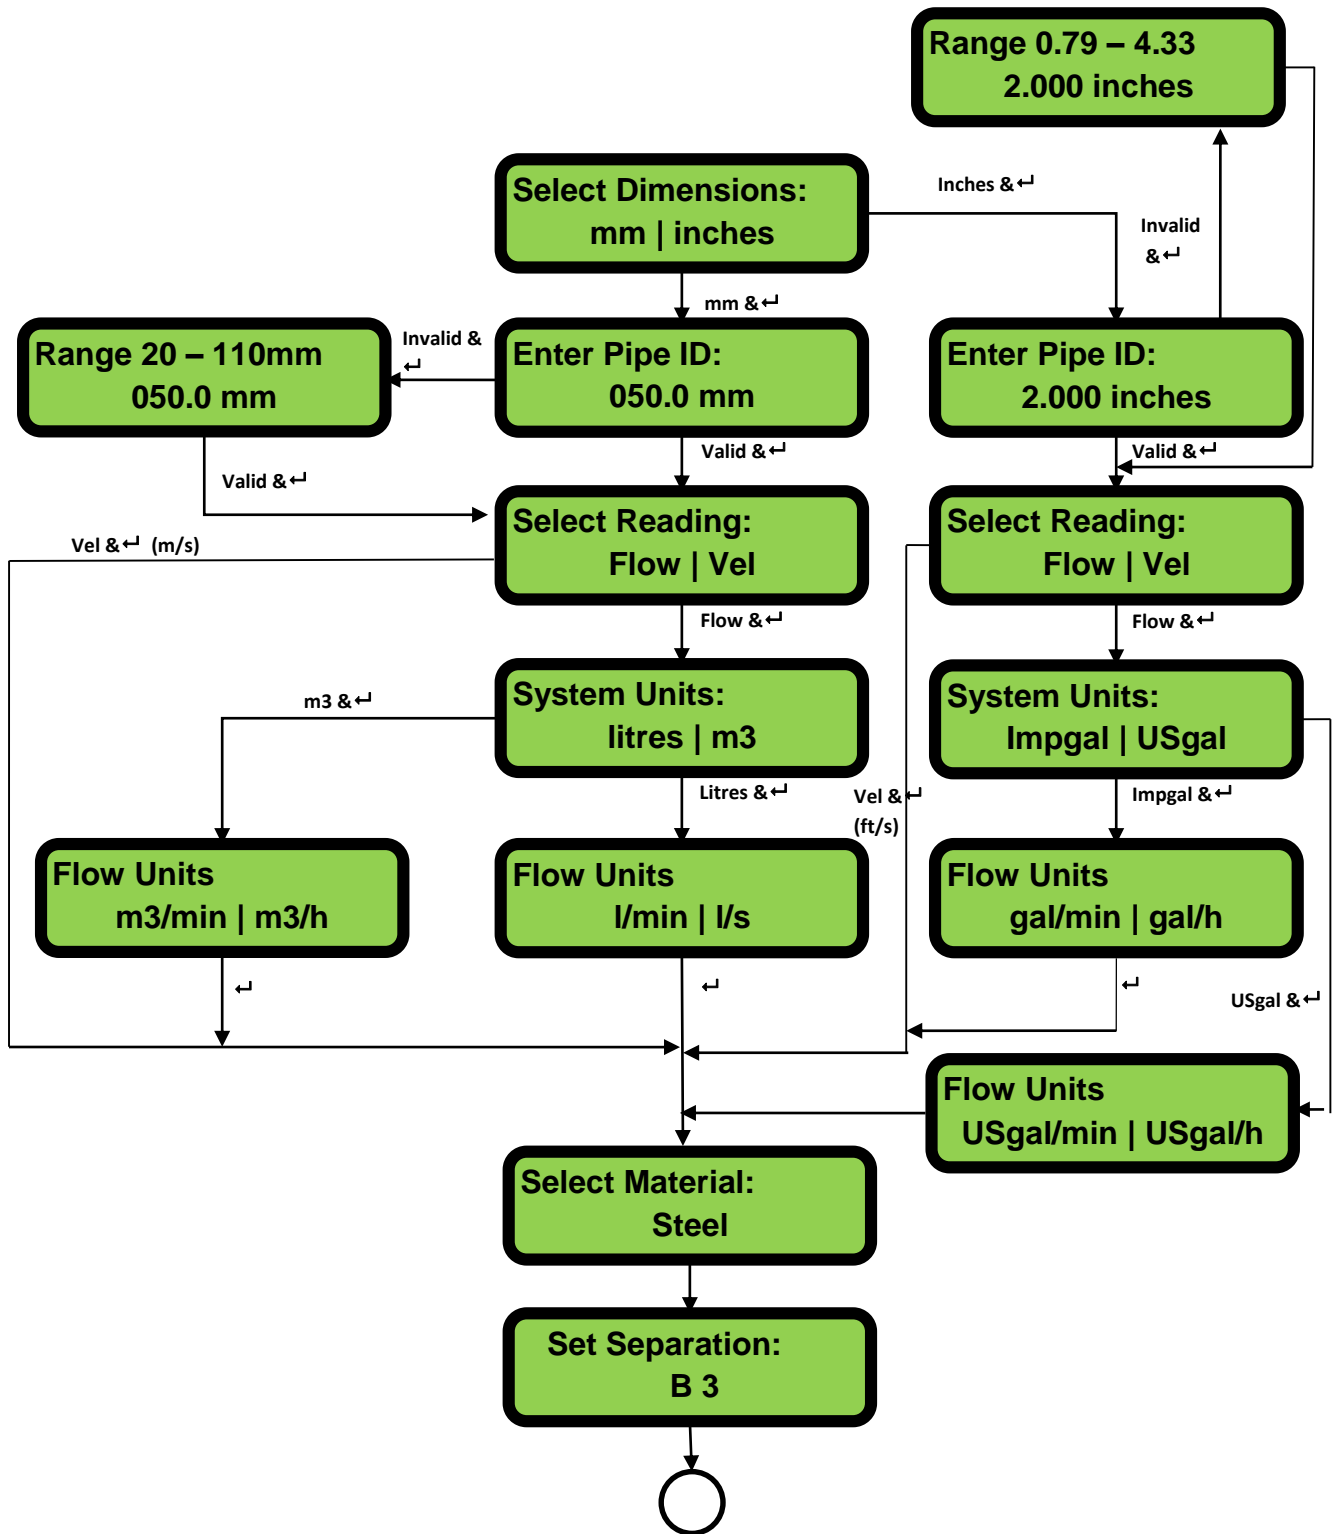 Range 0.79 – 4.33
2.000 inches
Select Dimensions:
mm | inches
Inches & ↵
Invalid
& ↵
mm & ↵
Range 20 – 110mm
050.0 mm
Invalid &
↵
Enter Pipe ID:
050.0 mm
Enter Pipe ID:
2.000 inches
Valid & ↵
Valid & ↵
Valid & ↵
Select Reading:
Flow | Vel
Select Reading:
Flow | Vel
Vel & ↵ (m/s)
Flow & ↵
Flow & ↵
System Units:
litres | m3
System Units:
Impgal | USgal
m3 & ↵
Litres & ↵
Vel & ↵
(ft/s)
Impgal & ↵
Flow Units
m3/min | m3/h
Flow Units
l/min | l/s
Flow Units
gal/min | gal/h
↵
↵
↵
USgal & ↵
Flow Units
USgal/min | USgal/h
Select Material:
Steel
Set Separation:
B 3